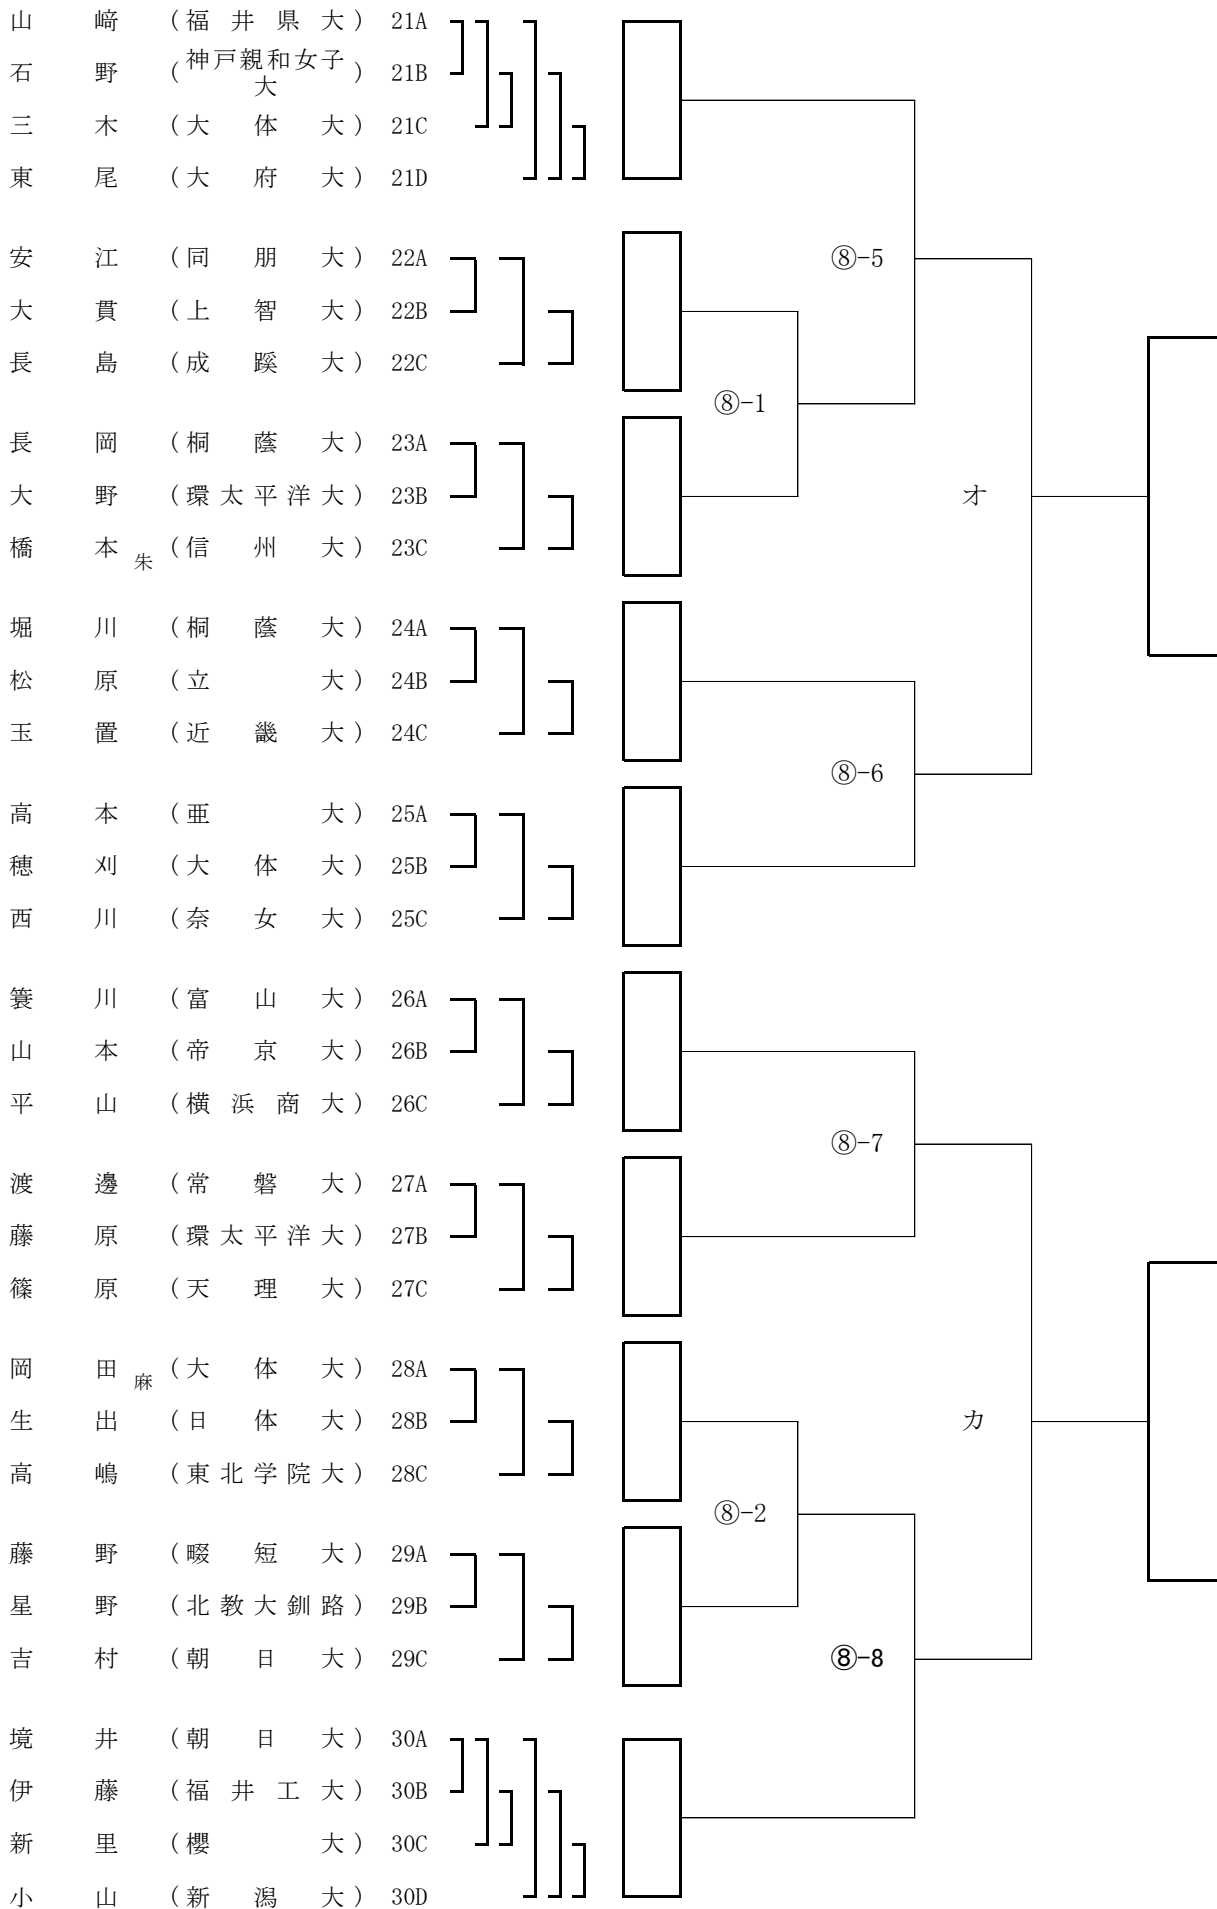 山﨑（福井県大）21A
石野（神戸親和女子大）21B
三木（大体大）21C
東尾（大府大）21D
安江（同朋大）22A
⑧-5
大貫（上智大）22B
長島（成蹊大）22C
⑧-1
長岡（桐蔭大）23A
大野（環太平洋大）23B
オ
橋本朱（信州大）23C
堀川（桐蔭大）24A
松原（立大）24B
玉置（近畿大）24C
⑧-6
高本（亜大）25A
穂刈（大体大）25B
西川（奈女大）25C
簑川（富山大）26A
山本（帝京大）26B
平山（横浜商大）26C
⑧-7
渡邊（常磐大）27A
藤原（環太平洋大）27B
篠原（天理大）27C
岡田麻（大体大）28A
生出（日体大）28B
カ
高嶋（東北学院大）28C
⑧-2
藤野（畷短大）29A
星野（北教大釧路）29B
吉村（朝日大）29C
⑧-8
境井（朝日大）30A
伊藤（福井工大）30B
新里（櫻大）30C
小山（新潟大）30D